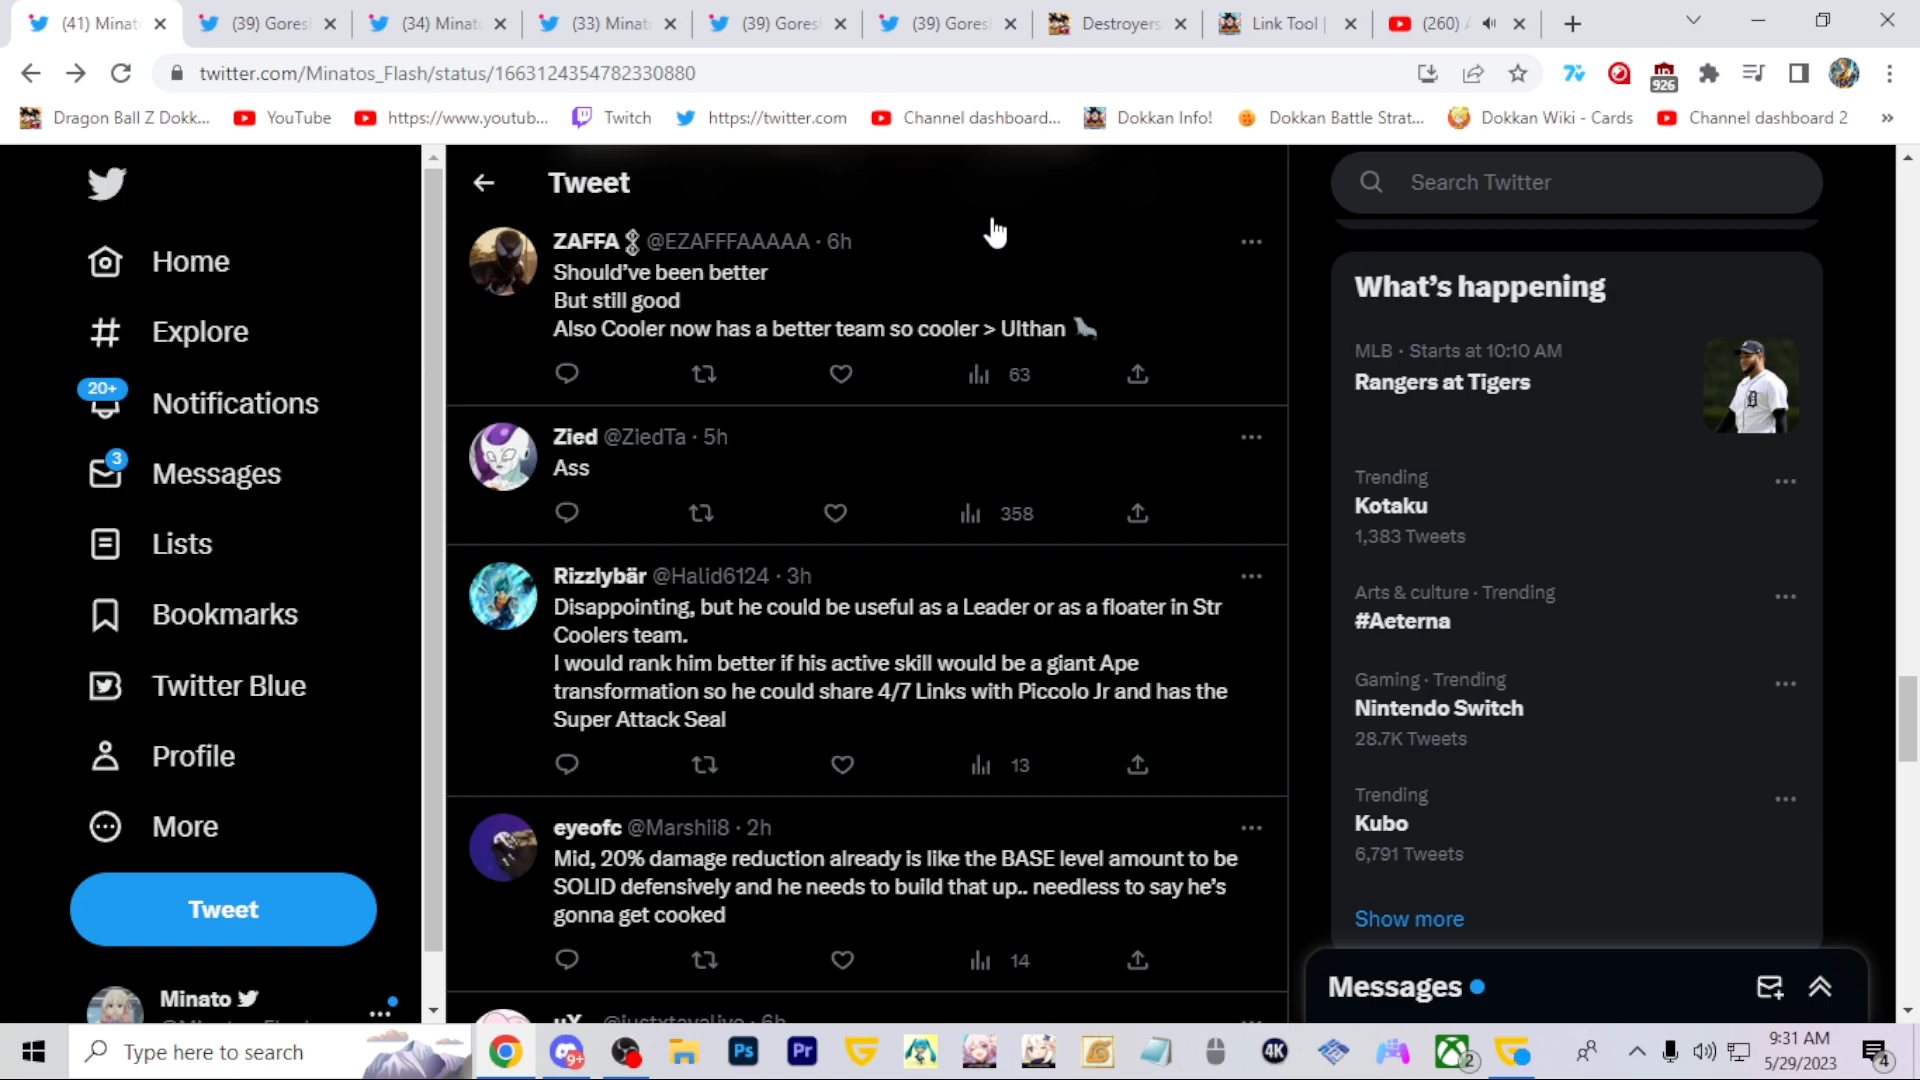 (41) Minat
(39) Gores
(34) Minat
(33) Minat
(39) Gores
(39) Gores
Destroyers
Link Tool |
(260)
twitter.com/Minatos_Flash/status/1663124354782330880
926
Dragon Ball Z Dokk...
YouTube
https://www.youtub...
Twitch
https://twitter.com
Channel dashboard...
Dokkan Info!
Dokkan Battle Strat...
Dokkan Wiki - Cards
Channel dashboard 2
»
Home
Explore
20+
Notifications
3
Messages
Lists
Bookmarks
Twitter Blue
Profile
More
Tweet
Minato
Tweet
ZAFFA @EZAFFFAAAAA · 6h
Should've been better
But still good
Also Cooler now has a better team so cooler > Ulthan
63
Zied @ZiedTa · 5h
Ass
358
Rizzlybär @Halid6124 · 3h
Disappointing, but he could be useful as a Leader or as a floater in Str
Coolers team.
I would rank him better if his active skill would be a giant Ape
transformation so he could share 4/7 Links with Piccolo Jr and has the
Super Attack Seal
13
eyeofc @Marshii8 · 2h
Mid, 20% damage reduction already is like the BASE level amount to be
SOLID defensively and he needs to build that up.. needless to say he's
gonna get cooked
14
Search Twitter
What's happening
MLB · Starts at 10:10 AM
Rangers at Tigers
Trending
Kotaku
1,383 Tweets
Arts & culture · Trending
#Aeterna
Gaming · Trending
Nintendo Switch
28.7K Tweets
Trending
Kubo
6,791 Tweets
Show more
Messages
Type here to search
9+
Ps
Pr
4K
2
9:31 AM
5/29/2023
4